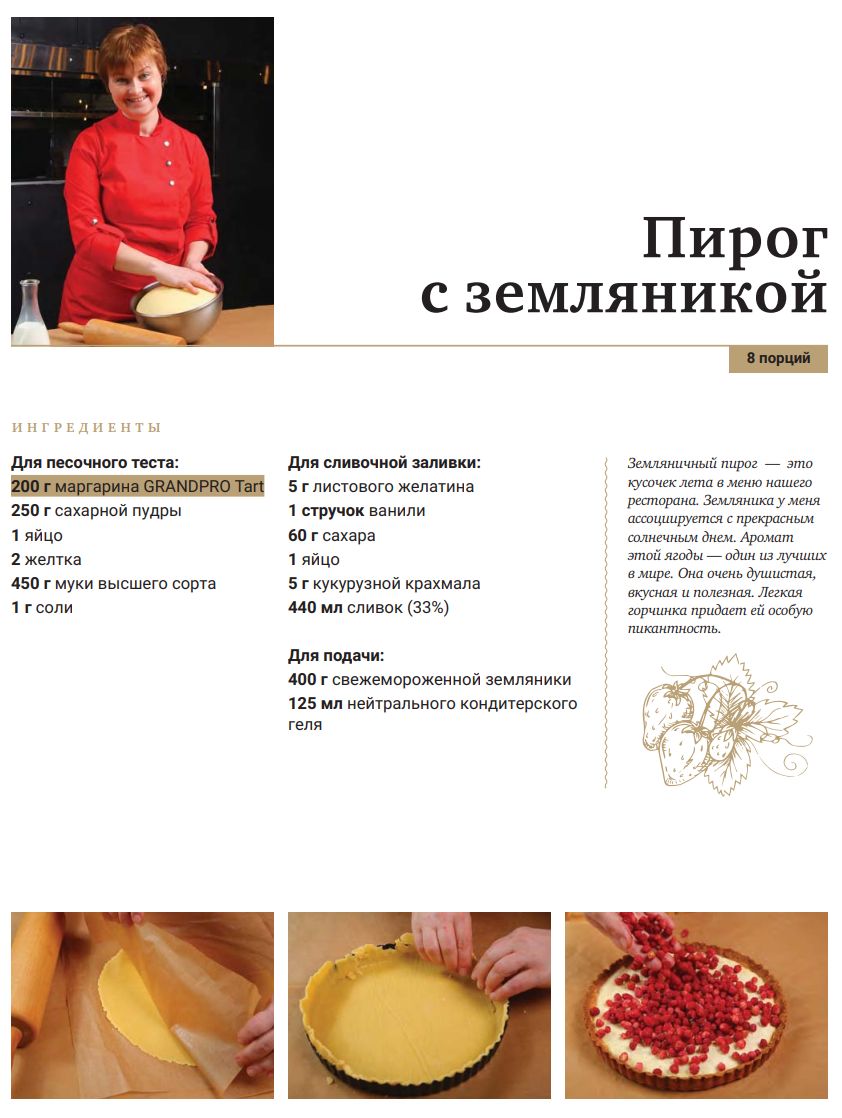 Пирог
с земляникой
8 порций
ИНГРЕДИЕНТЫ
Для песочного теста:
200 г маргарина GRANDPRO Tart
250 г сахарной пудры
1 яйцо
2 желтка
450 г муки высшего сорта
1 г соли
Для сливочной заливки:
5 г листового желатина
1 стручок ванили
60 г сахара
1 яйцо
5 г кукурузной крахмала
440 мл сливок (33%)
Для подачи:
400 г свежемороженной земляники
125 мл нейтрального кондитерского
геля
Земляничный пирог — это
кусочек лета в меню нашего
ресторана. Земляника у меня
ассоциируется с прекрасным
солнечным днем. Аромат
этой ягоды — один из лучших
в мире. Она очень душистая,
вкусная и полезная. Легкая
горчинка придает ей особую
пикантность.